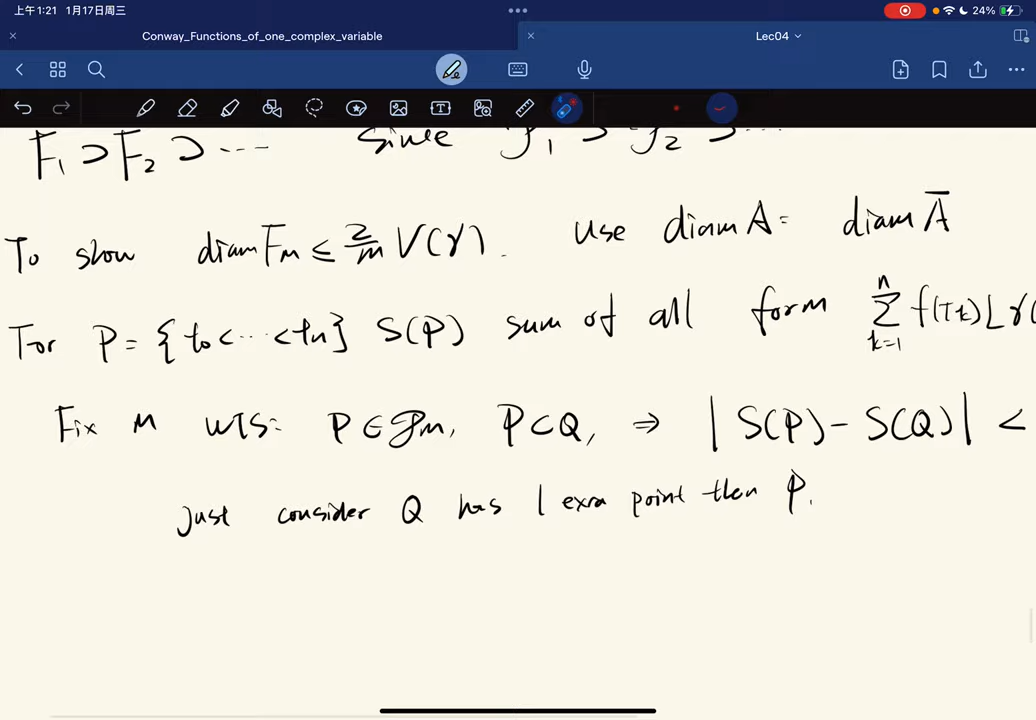 上午1:21 1月17日周三
24%
Conway_Functions_of_one_complex_variable
Lec04
F₁ ⊃ F₂ ⊃ --- Since 𝒫₁ ⊃ 𝒫₂ ⊃ ...
To show diam Fm ≤ 2/m V(γ). Use diam A = diam A̅
For P = {t₀ < ... < tn} S(P) sum of all form ∑ₖ₌₁ⁿ f(τk)[γ(
Fix m WTS: P ∈ 𝒫m, P ⊂ Q, ⇒ | S(P) - S(Q) | <
just consider Q has 1 exra point then P.